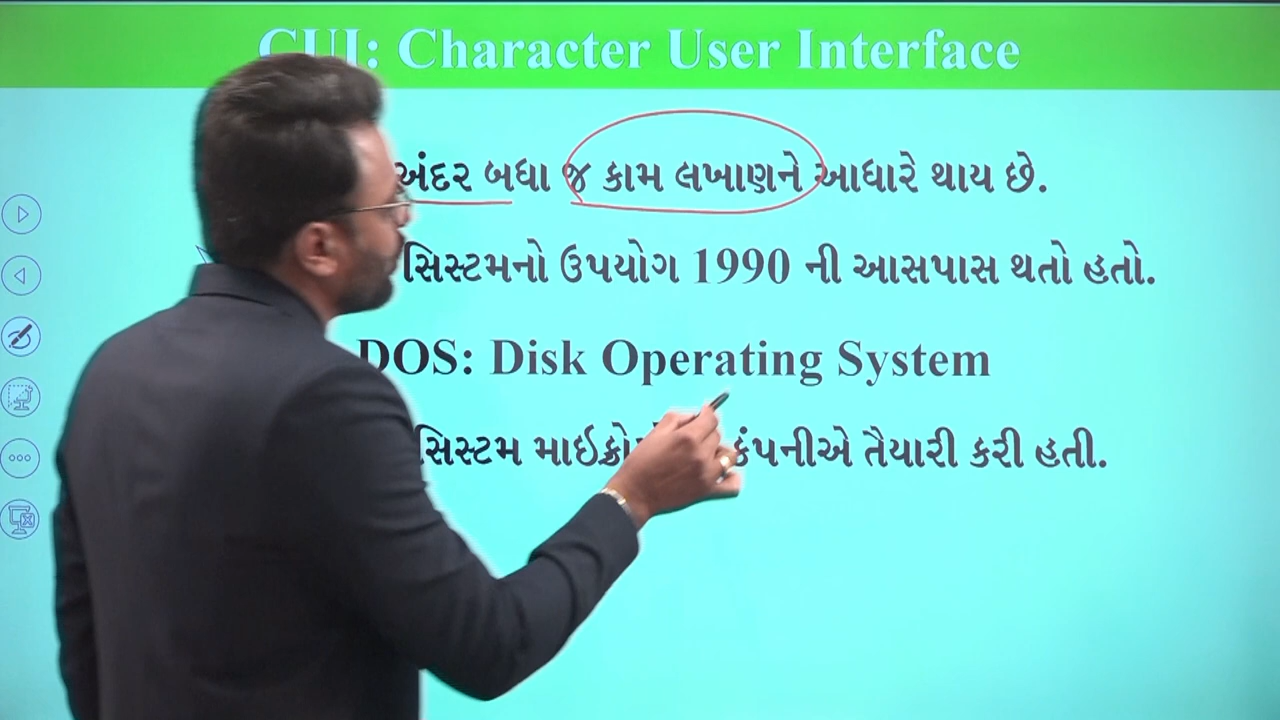 CUI: Character User Interface
અંદર બધા જ કામ લખાણને આધારે થાય છે.
સિસ્ટમનો ઉપયોગ 1990 ની આસપાસ થતો હતો.
DOS: Disk Operating System
સિસ્ટમ કંપનીએ તૈયારી કરી હતી.